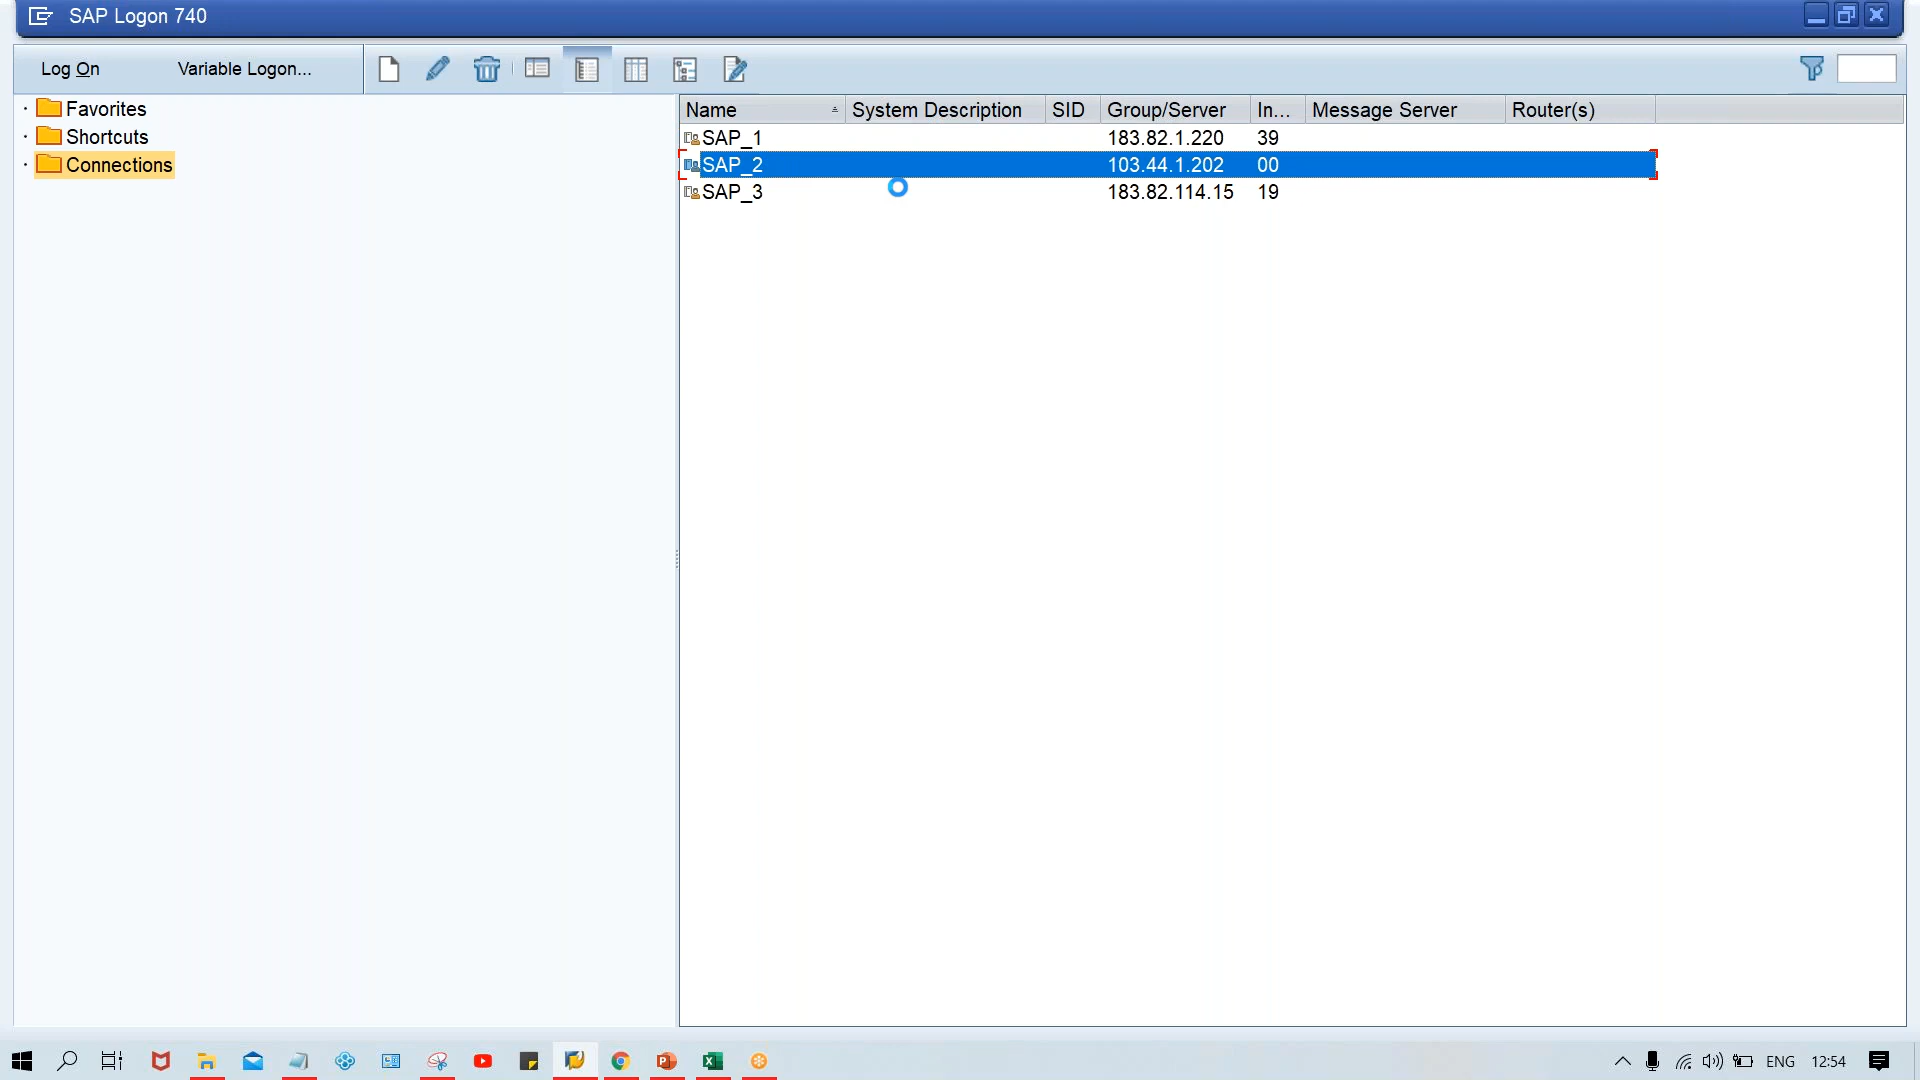 SAP Logon 740
Log On Variable Logon...
Favorites
Shortcuts
Connections
Name System Description SID Group/Server In... Message Server Router(s)
SAP_1 183.82.1.220 39
SAP_2 103.44.1.202 00
SAP_3 183.82.114.15 19
ENG 12:54